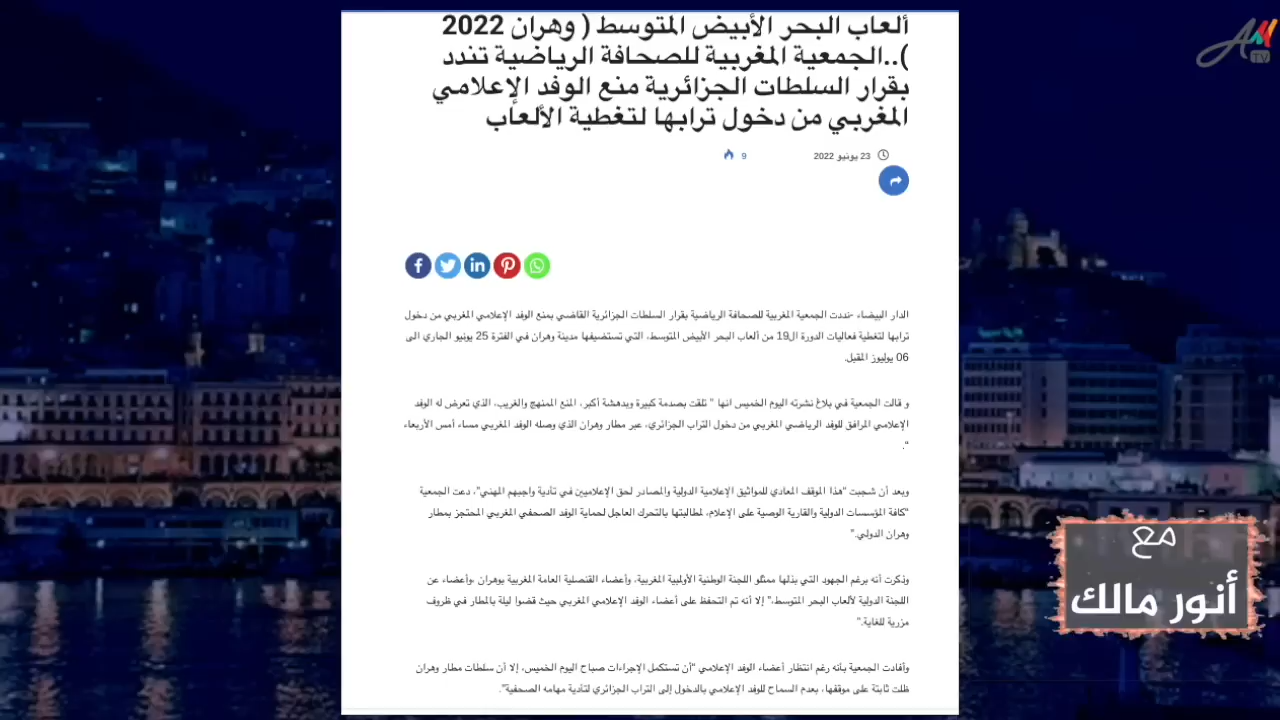 ألعاب البحر الأبيض المتوسط ( وهران 2022
)..الجمعية المغربية للصحافة الرياضية تندد
بقرار السلطات الجزائرية منع الوفد الإعلامي
المغربي من دخول ترابها لتغطية الألعاب
23 يونيو 2022
9
الدار البيضاء -نددت الجمعية المغربية للصحافة الرياضية بقرار السلطات الجزائرية القاضي بمنع الوفد الإعلامي المغربي من دخول
ترابها لتغطية فعاليات الدورة ال19 من ألعاب البحر الأبيض المتوسط، التي تستضيفها مدينة وهران في الفترة 25 يونيو الجاري الى
06 يوليوز المقبل.
و قالت الجمعية في بلاغ نشرته اليوم الخميس انها " تلقت بصدمة كبيرة وبدهشة أكبر، المنع الممنهج والغريب، الذي تعرض له الوفد
الإعلامي المرافق للوفد الرياضي المغربي من دخول التراب الجزائري، عبر مطار وهران الذي وصله الوفد المغربي مساء أمس الأربعاء
".
وبعد أن شجبت "هذا الموقف المعادي للمواثيق الإعلامية الدولية والمصادر لحق الإعلاميين في تأدية واجبهم المهني"، دعت الجمعية
"كافة المؤسسات الدولية والقارية الوصية على الإعلام، لمطالبتها بالتحرك العاجل لحماية الوفد الصحفي المغربي المحتجز بمطار
وهران الدولي."
وذكرت أنه برغم الجهود التي بذلها ممثلو اللجنة الوطنية الأولمبية المغربية، وأعضاء القنصلية العامة المغربية بوهران ،وأعضاء عن
اللجنة الدولية لألعاب البحر المتوسط،" إلا أنه تم التحفظ على أعضاء الوفد الإعلامي المغربي حيث قضوا ليلة بالمطار في ظروف
مزرية للغاية."
وأفادت الجمعية بأنه رغم انتظار أعضاء الوفد الإعلامي "أن تستكمل الإجراءات صباح اليوم الخميس، إلا أن سلطات مطار وهران
ظلت ثابتة على موقفها، بعدم السماح للوفد الإعلامي بالدخول إلى التراب الجزائري لتأدية مهامه الصحفية".
مع
أنور مالك
TV